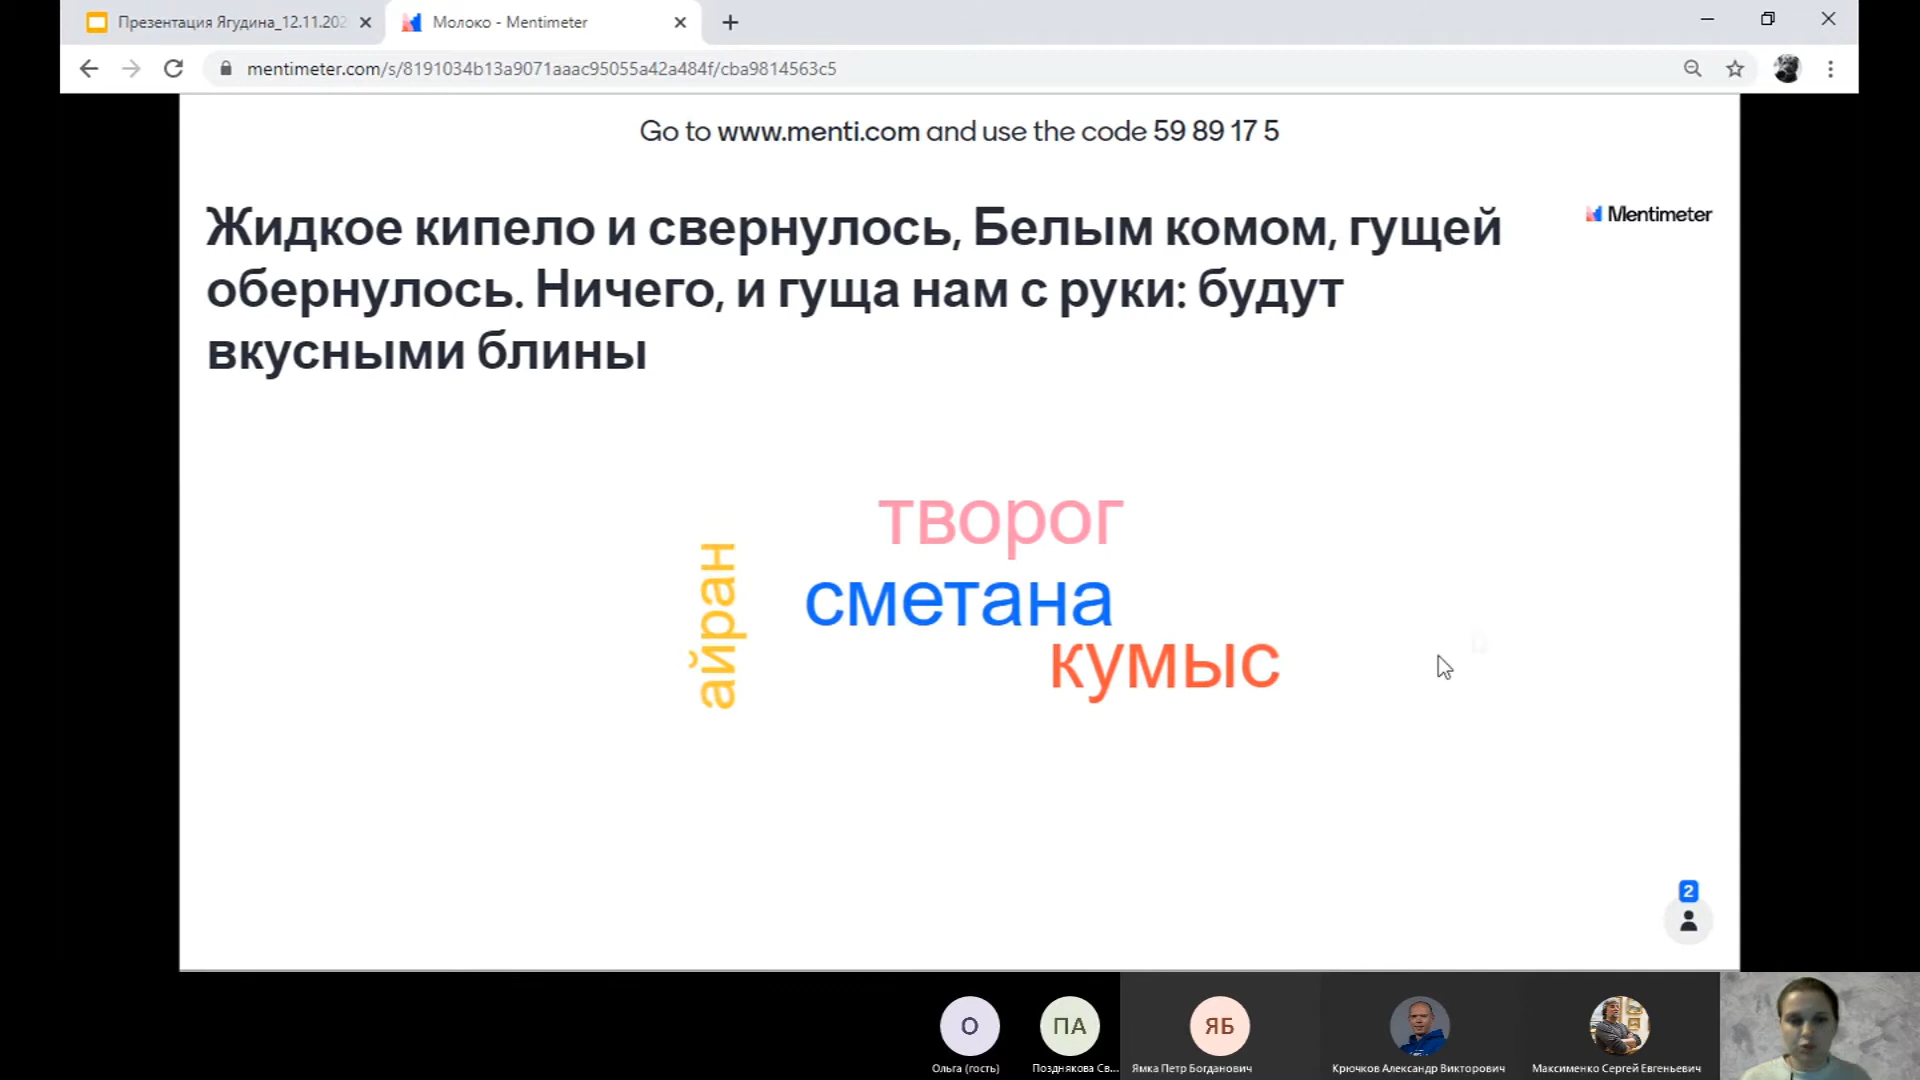 Презентация Ягудина_12.11.202
Молоко - Mentimeter
mentimeter.com/s/8191034b13a9071aaac95055a42a484f/cba9814563c5
Go to www.menti.com and use the code 59 89 17 5
Mentimeter
Жидкое кипело и свернулось, Белым комом, гущей
обернулось. Ничего, и гуща нам с руки: будут
вкусными блины
творог
айран
сметана
кумыс
2
О
ПА
ЯБ
Ольга (гость)
Позднякова Св...
Ямка Петр Богданович
Крючков Александр Викторович
Максименко Сергей Евгеньевич